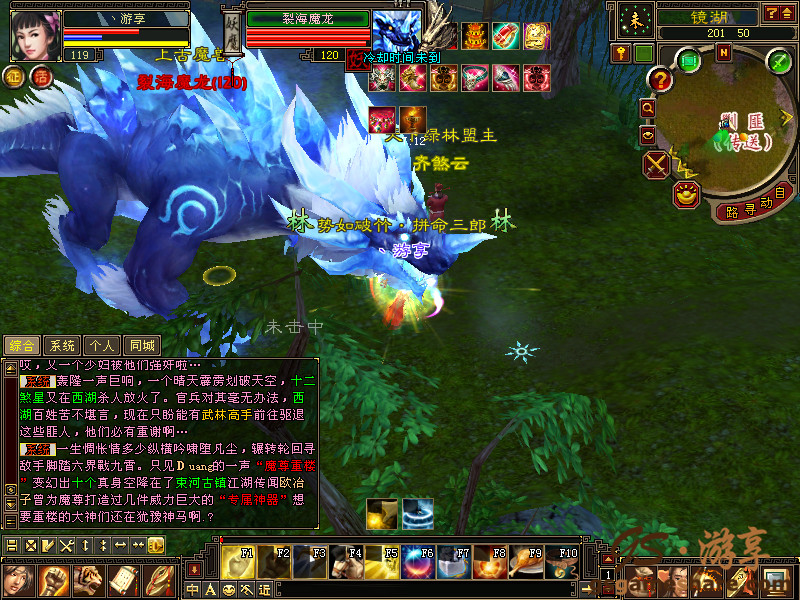 、游享
119
裂海魔龙
120
妖魔
冷却时间未到
未
镜湖
201 50
N
剿匪
(传送)
自动寻路
征
活
上古魔
裂海魔龙(120)
12
绿林盟主
齐煞云
林 势如破竹·拼命三郎 林
、游享
未击中
综合 系统 个人 同城
哎，又一个少妇被他们强奸啦…
系统 轰隆一声巨响，一个晴天霹雳划破天空，十二
煞星又在西湖杀人放火了。官兵对其毫无办法，西
湖百姓苦不堪言，现在只盼能有武林高手前往驱退
这些匪人，他们必有重谢啊…
系统 一生惆怅情多少纵横吟啸堕凡尘，辗转轮回寻
敌手脚踏六界戰九霄。只见D uang的一声“魔尊重楼
”变幻出十个真身空降在了束河古镇江湖传闻欧冶
子曾为魔尊打造过几件威力巨大的“专属神器”想
要重楼的大神们还在犹豫神马啊.?
F1 F2 F3 F4 F5 F6 F7 F8 F9 F10
1
中 A 近
游享